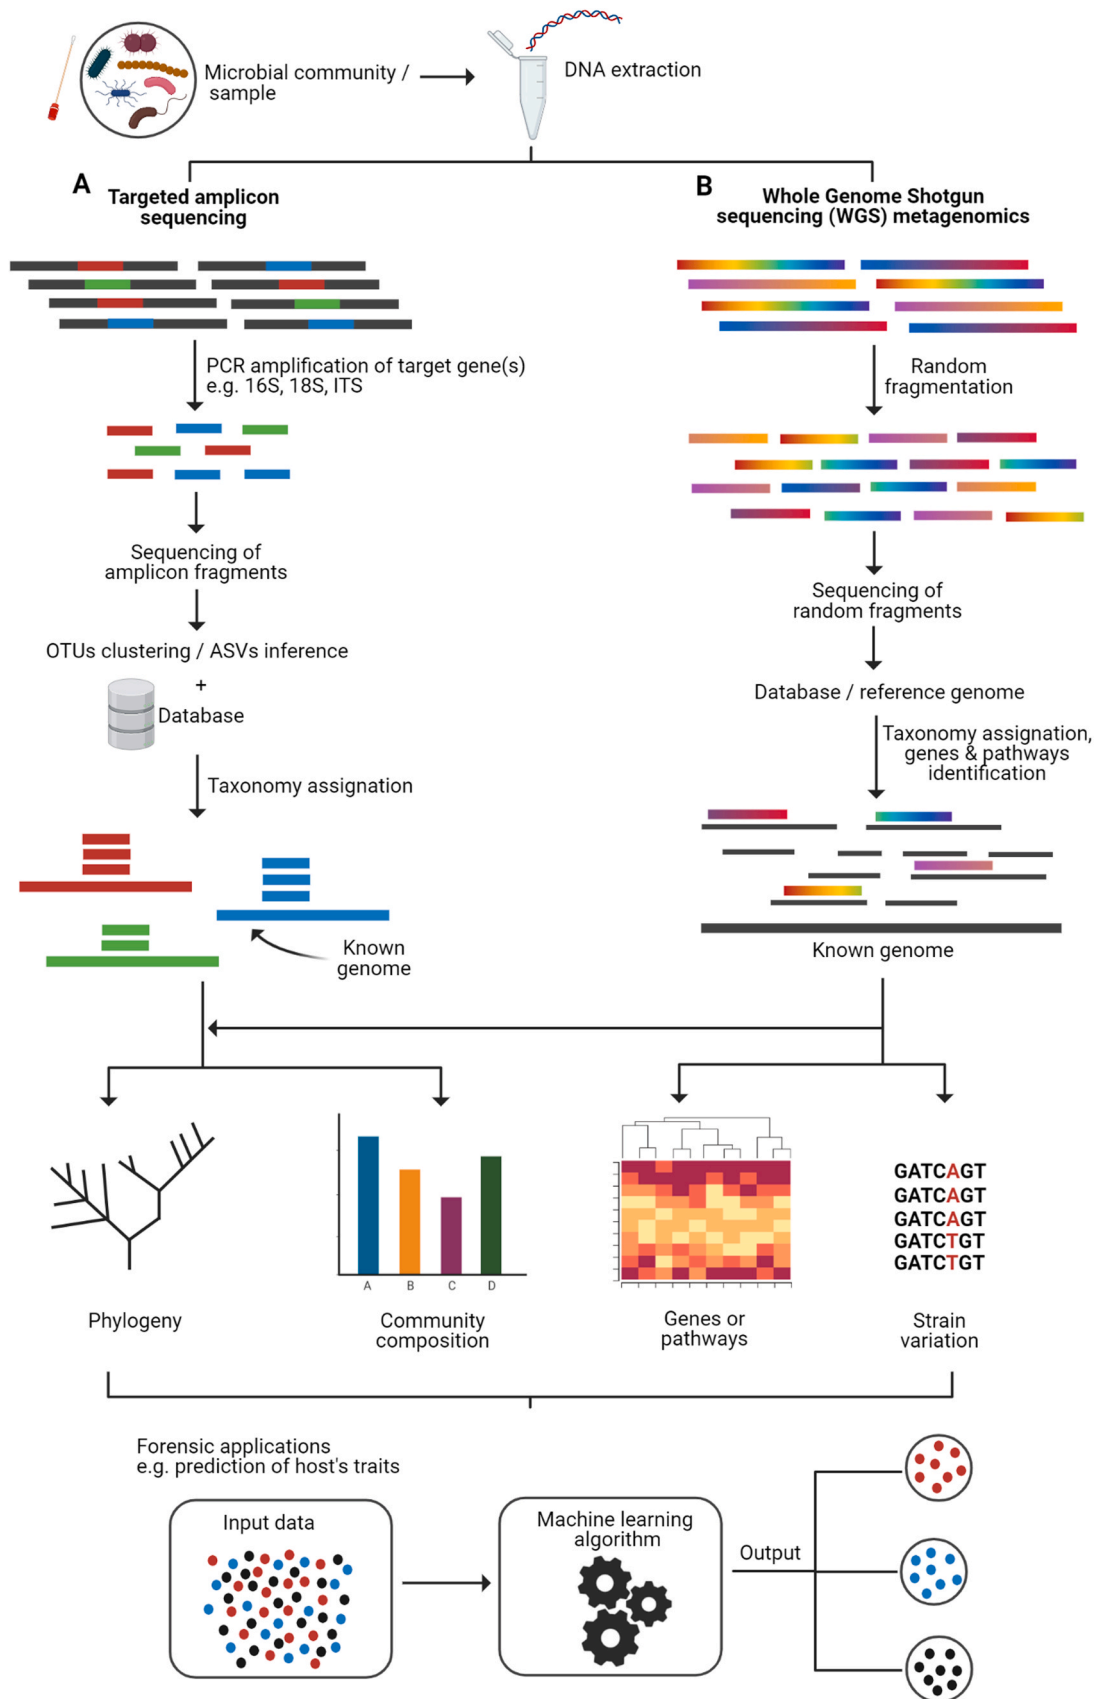 Microbial community /
sample
DNA extraction
A
Targeted amplicon
sequencing
B
Whole Genome Shotgun
sequencing (WGS) metagenomics
PCR amplification of target gene(s)
e.g. 16S, 18S, ITS
Random
fragmentation
Sequencing of
amplicon fragments
Sequencing of
random fragments
OTUs clustering / ASVs inference
+
Database
Database / reference genome
Taxonomy assignation,
genes & pathways
identification
Taxonomy assignation
Known
genome
Known genome
A B C D
GATCAGT
GATCAGT
GATCAGT
GATCTGT
GATCTGT
Phylogeny
Community
composition
Genes or
pathways
Strain
variation
Forensic applications
e.g. prediction of host's traits
Input data
Machine learning
algorithm
Output